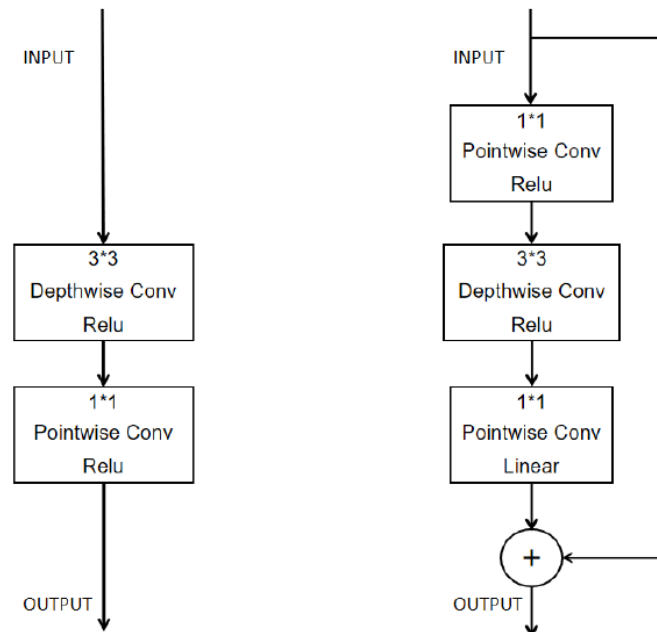 INPUT
3*3
Depthwise Conv
Relu
1*1
Pointwise Conv
Relu
OUTPUT
INPUT
1*1
Pointwise Conv
Relu
3*3
Depthwise Conv
Relu
1*1
Pointwise Conv
Linear
+
OUTPUT